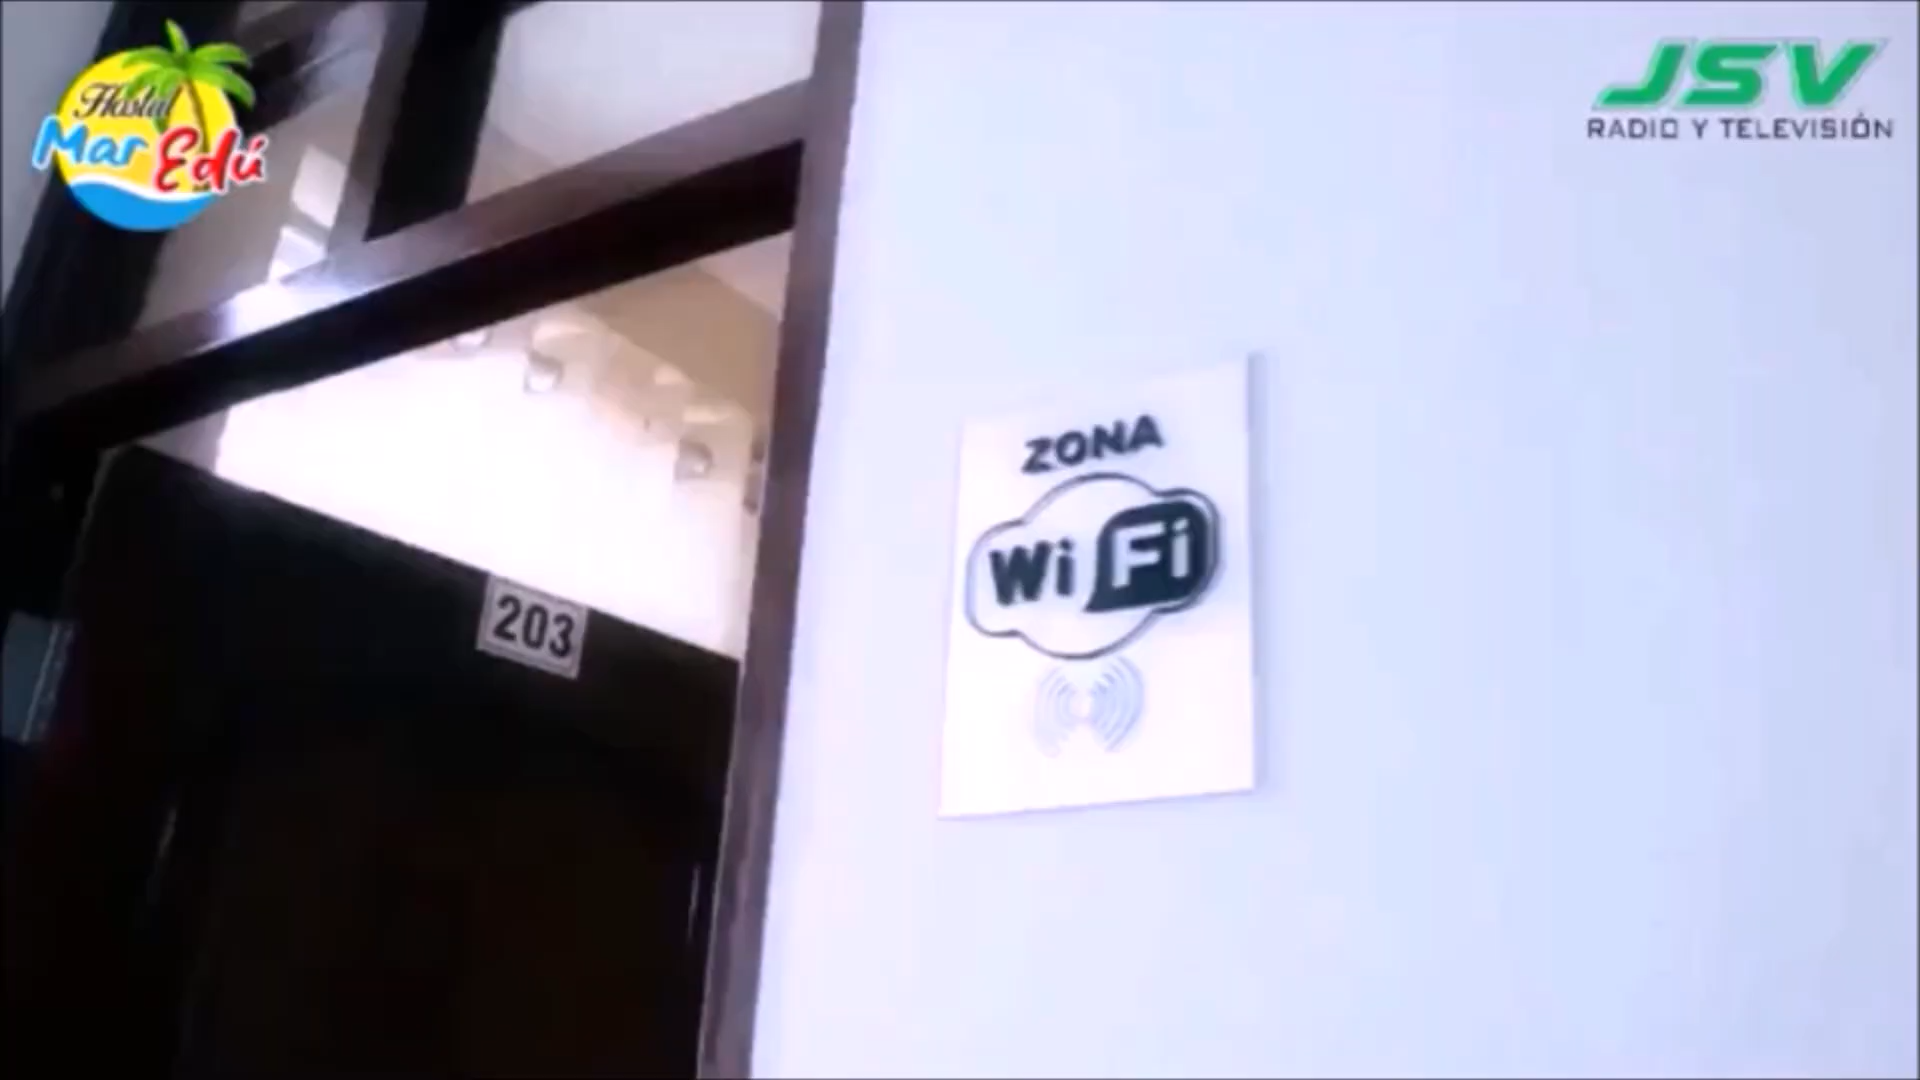 Hostal
Mar Edú
JSV
RADIO Y TELEVISIÓN
ZONA
Wi Fi
203